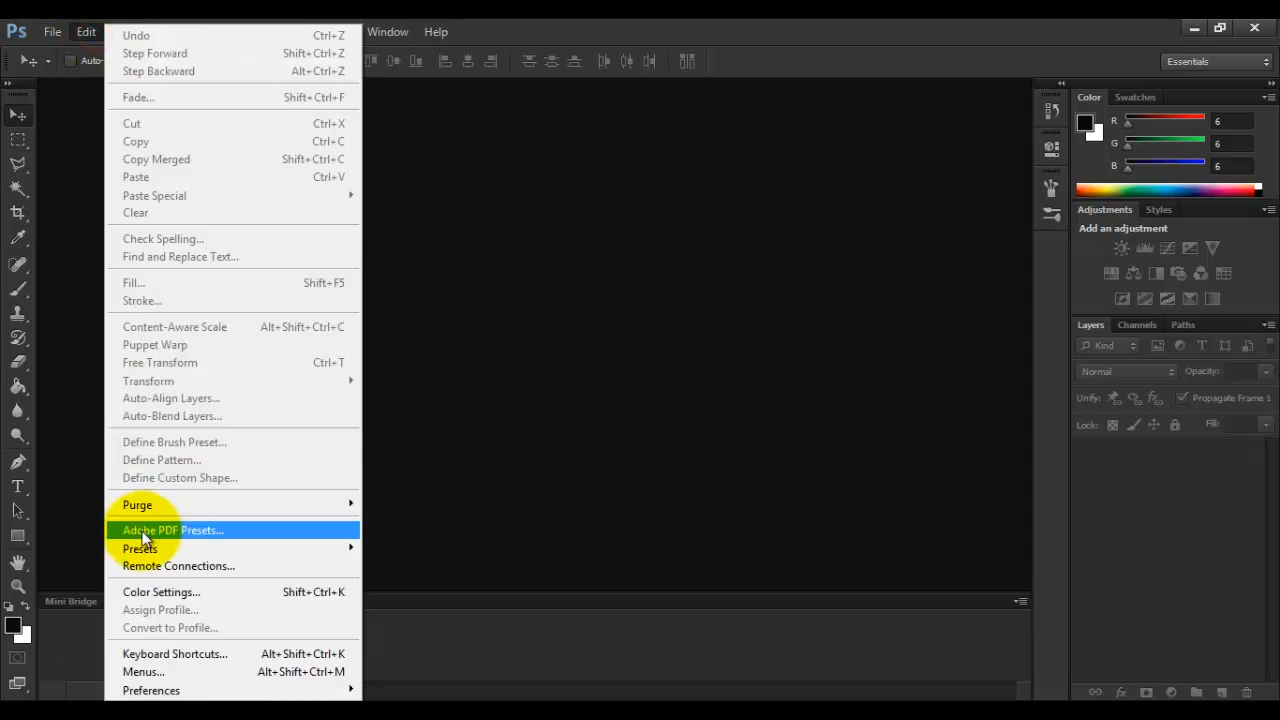 Ps File Edit Window Help
Auto- Essentials
Undo Ctrl+Z
Step Forward Shift+Ctrl+Z
Step Backward Alt+Ctrl+Z
Fade... Shift+Ctrl+F
Cut Ctrl+X
Copy Ctrl+C
Copy Merged Shift+Ctrl+C
Paste Ctrl+V
Paste Special
Clear
Check Spelling...
Find and Replace Text...
Fill... Shift+F5
Stroke...
Content-Aware Scale Alt+Shift+Ctrl+C
Puppet Warp
Free Transform Ctrl+T
Transform
Auto-Align Layers...
Auto-Blend Layers...
Define Brush Preset...
Define Pattern...
Define Custom Shape...
Purge
Adobe PDF Presets...
Presets
Remote Connections...
Color Settings... Shift+Ctrl+K
Assign Profile...
Convert to Profile...
Keyboard Shortcuts... Alt+Shift+Ctrl+K
Menus... Alt+Shift+Ctrl+M
Preferences
Mini Bridge
Color Swatches
R 6
G 6
B 6
Adjustments Styles
Add an adjustment
Layers Channels Paths
Kind
Normal Opacity:
Unify: Propagate Frame 1
Lock: Fill: